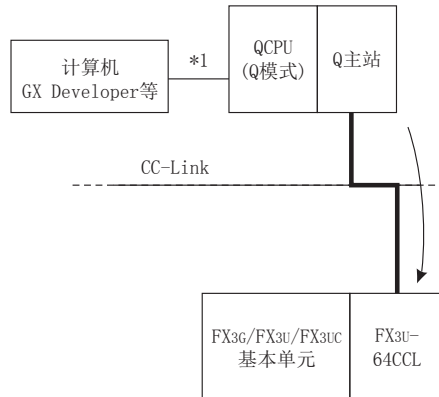 计算机
GX Developer等
*1
QCPU
(Q模式)
Q主站
CC-Link
FX3G/FX3U/FX3UC
基本单元
FX3U-
64CCL